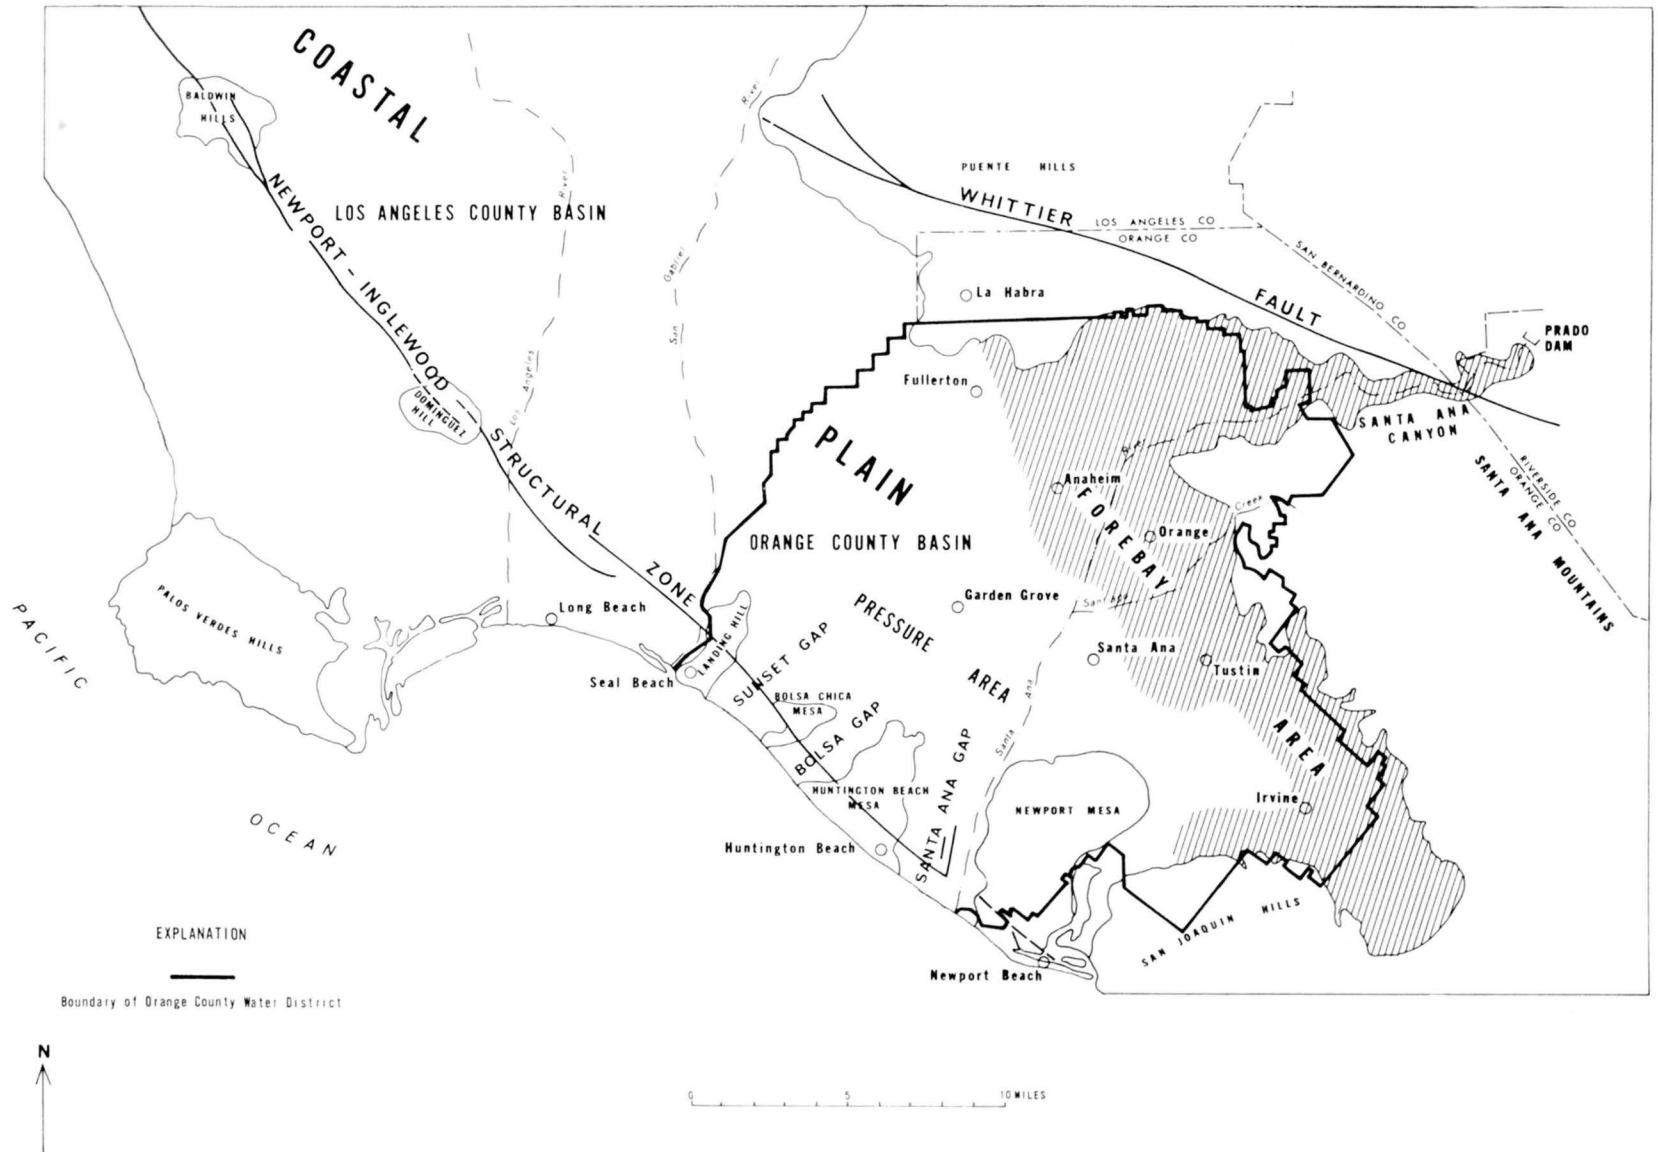 COASTAL
BALDWIN
HILLS
River
River
PUENTE HILLS
NEWPORT - INGLEWOOD
STRUCTURAL
ZONE
LOS ANGELES COUNTY BASIN
WHITTIER
FAULT
LOS ANGELES CO
ORANGE CO
SAN BERNARDINO CO
Gabriel
San
La Habra
PRADO
DAM
Los Angeles
Fullerton
DOMINGUEZ
HILL
SANTA ANA
CANYON
PLAIN
River
RIVERSIDE CO
ORANGE CO
SANTA ANA MOUNTAINS
Anaheim
FOREBAY
AREA
Creek
Orange
ORANGE COUNTY BASIN
PALOS VERDES HILLS
PACIFIC
OCEAN
Long Beach
Garden Grove
PRESSURE
AREA
Santiago
Santa Ana
Tustin
LANDING HILL
Seal Beach
SUNSET GAP
BOLSA CHICA
MESA
BOLSA GAP
HUNTINGTON BEACH
MESA
SANTA ANA GAP
Santa Ana
NEWPORT MESA
Irvine
Huntington Beach
SAN JOAQUIN HILLS
Newport Beach
EXPLANATION
Boundary of Orange County Water District
N
0 5 10 MILES